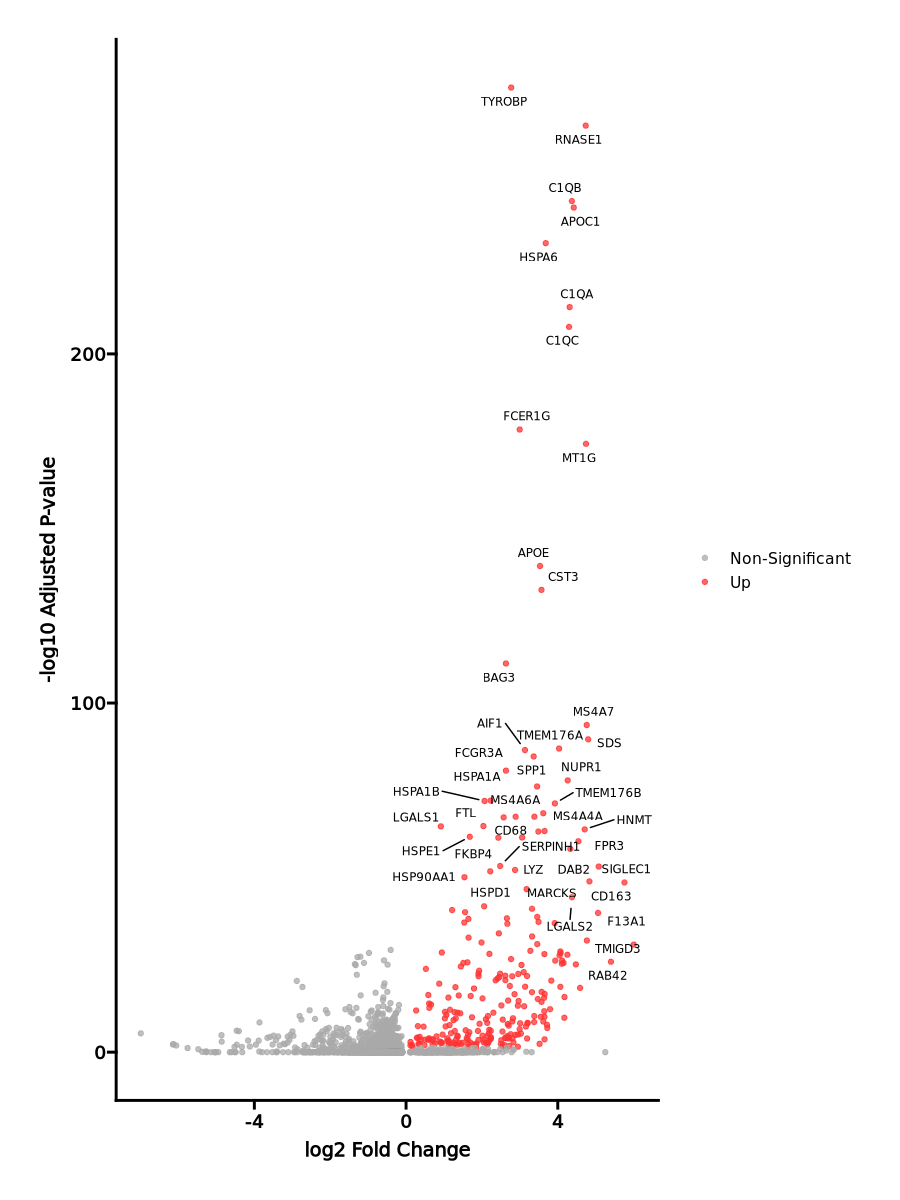 TYROBP
RNASE1
C1QB
APOC1
HSPA6
C1QA
C1QC
200
FCER1G
MT1G
-log10 Adjusted P-value
APOE
CST3
Non-Significant
Up
BAG3
100
MS4A7
AIF1
TMEM176A
SDS
FCGR3A
SPP1
NUPR1
HSPA1A
HSPA1B
MS4A6A
TMEM176B
LGALS1
FTL
MS4A4A
HNMT
CD68
HSPE1
FKBP4
SERPINH1
FPR3
HSP90AA1
LYZ
DAB2
SIGLEC1
HSPD1
MARCKS
CD163
LGALS2
F13A1
TMIGD3
RAB42
0
-4
0
4
log2 Fold Change